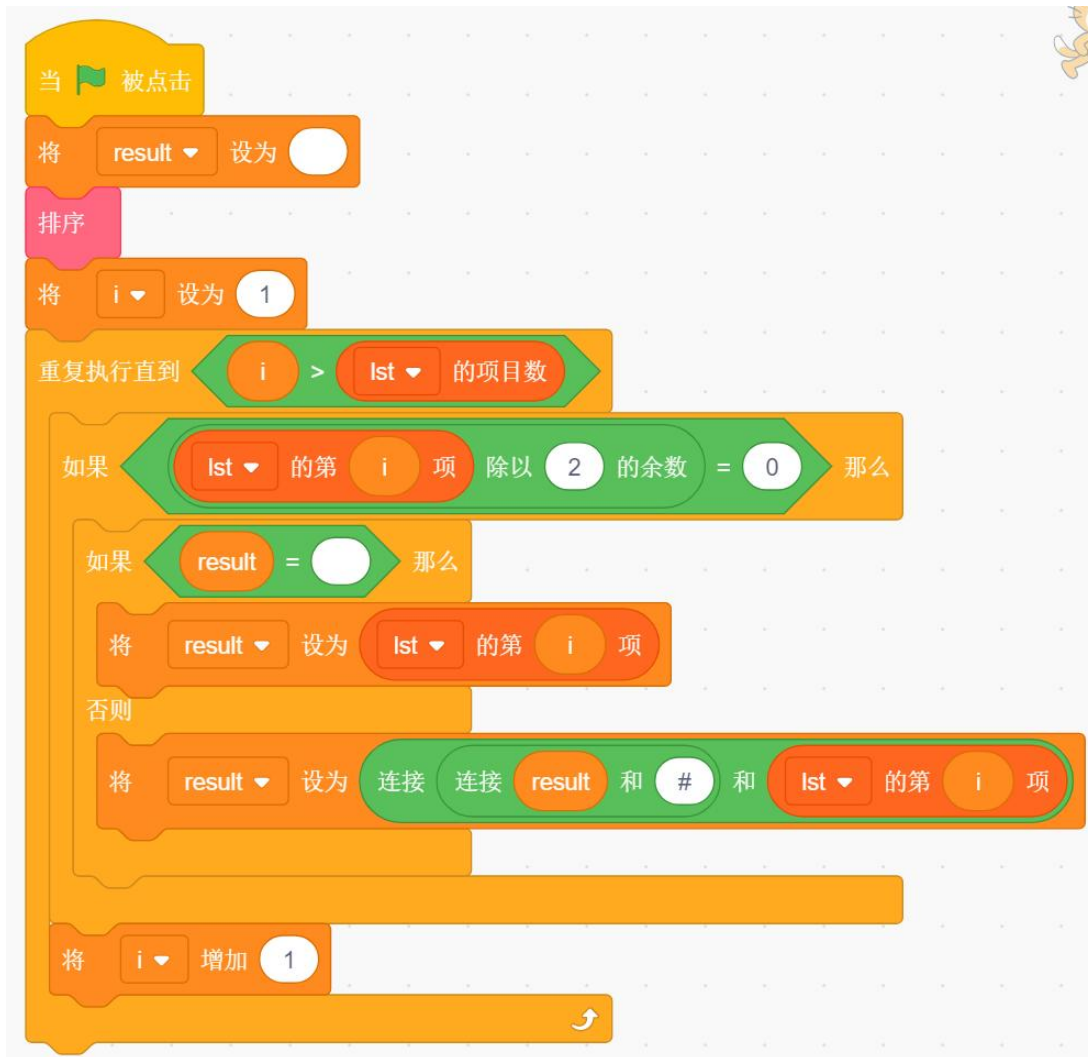 当 被点击
将 result 设为
排序
将 i 设为 1
重复执行直到 i > lst 的项目数
如果 lst 的第 i 项 除以 2 的余数 = 0 那么
如果 result = 那么
将 result 设为 lst 的第 i 项
否则
将 result 设为 连接 连接 result 和 # 和 lst 的第 i 项
将 i 增加 1